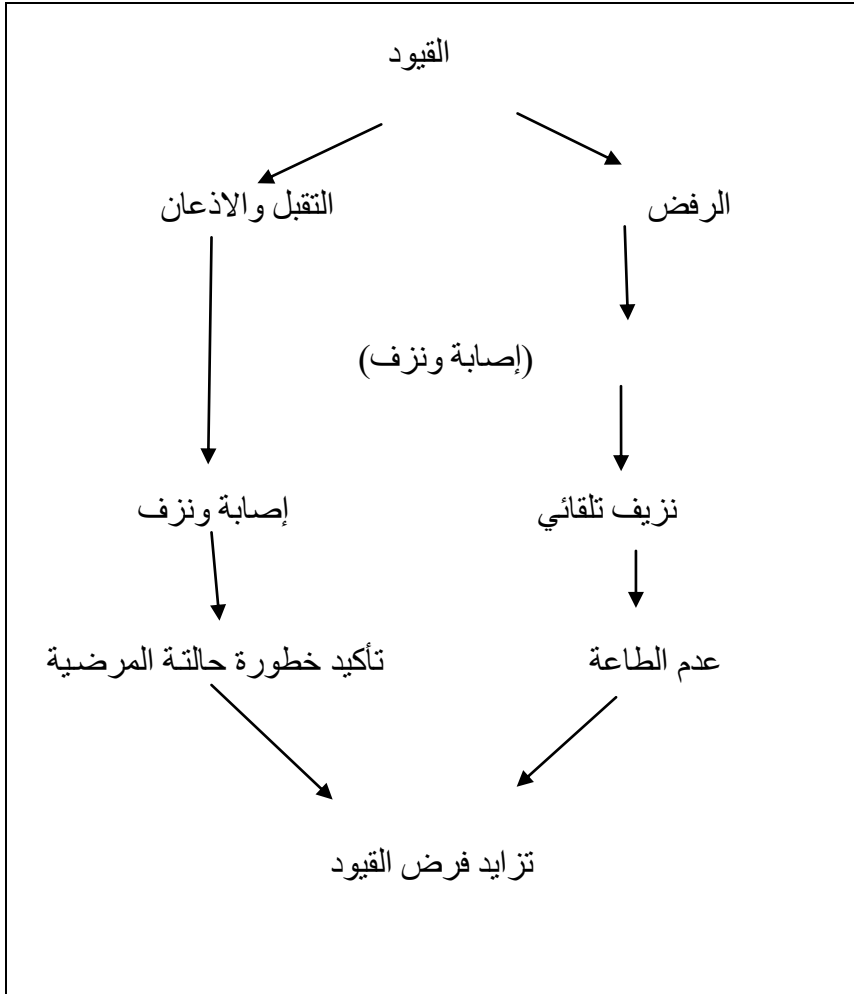 القيود
الرفض
التقبل والاذعان
(إصابة ونزف)
نزيف تلقائي
إصابة ونزف
عدم الطاعة
تأكيد خطورة حالتة المرضية
تزايد فرض القيود